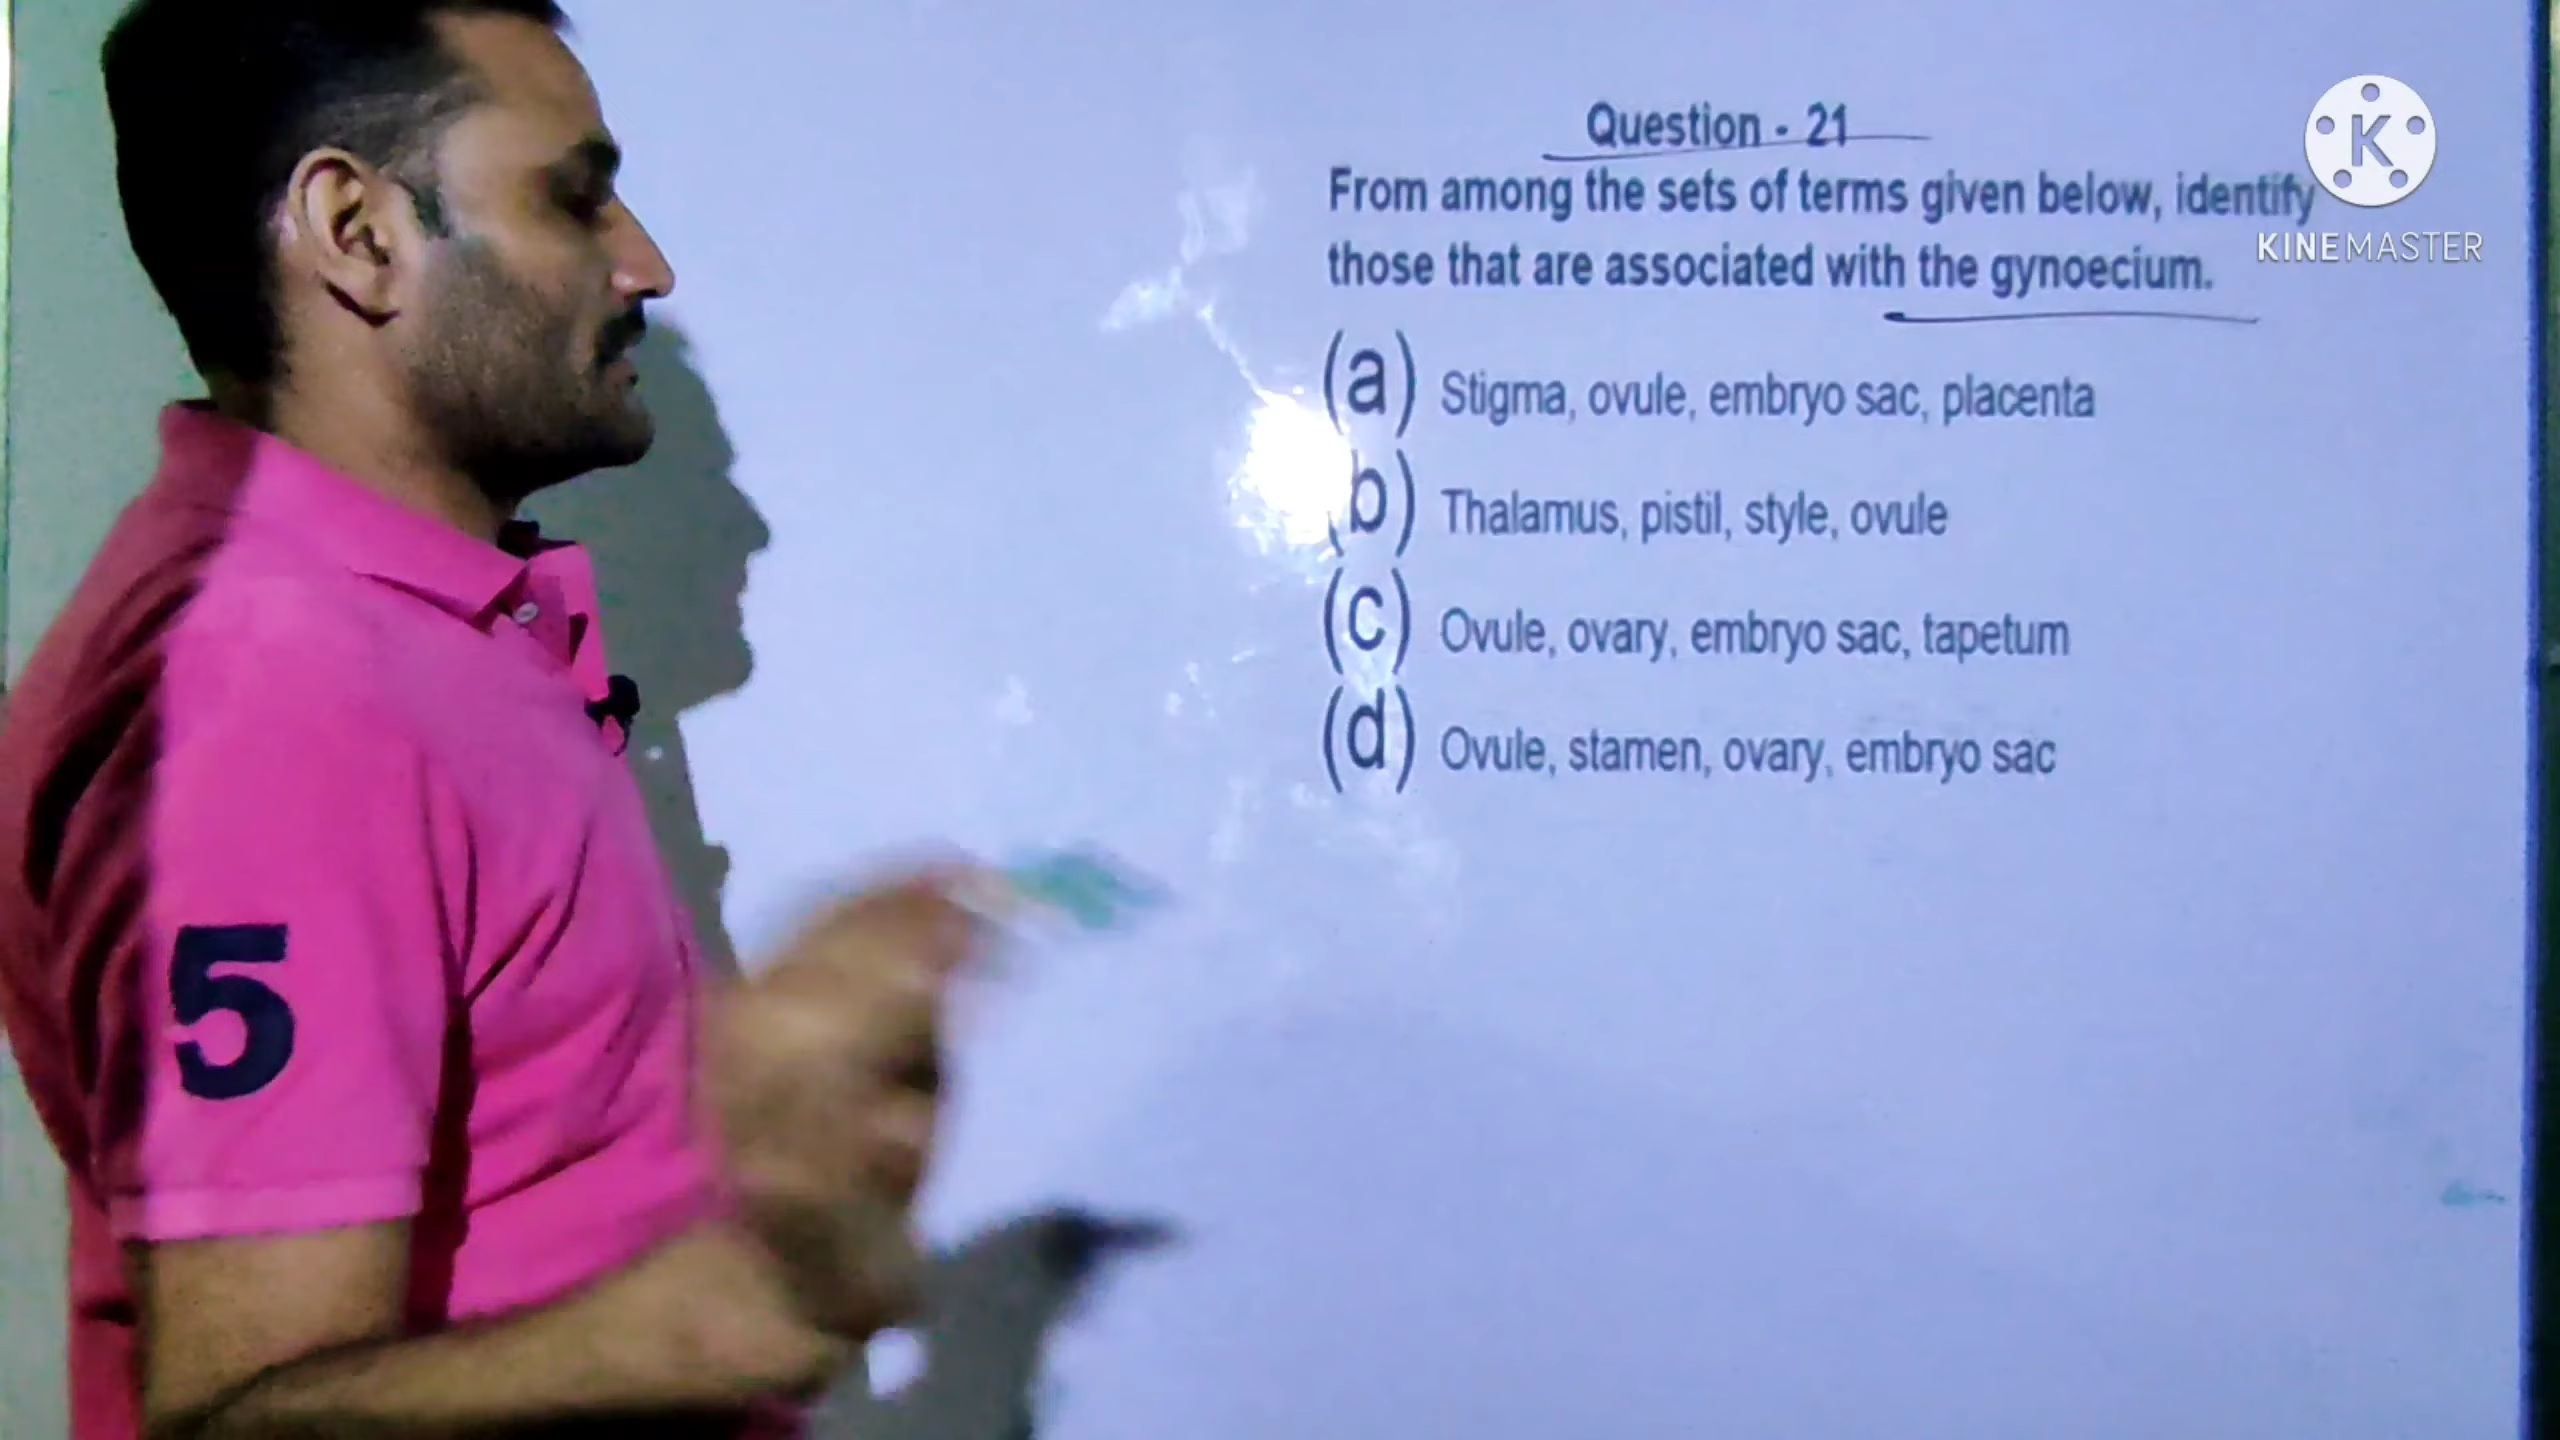 Question - 21
From among the sets of terms given below, identify
those that are associated with the gynoecium.
(a) Stigma, ovule, embryo sac, placenta
(b) Thalamus, pistil, style, ovule
(c) Ovule, ovary, embryo sac, tapetum
(d) Ovule, stamen, ovary, embryo sac
K
KINEMASTER
5